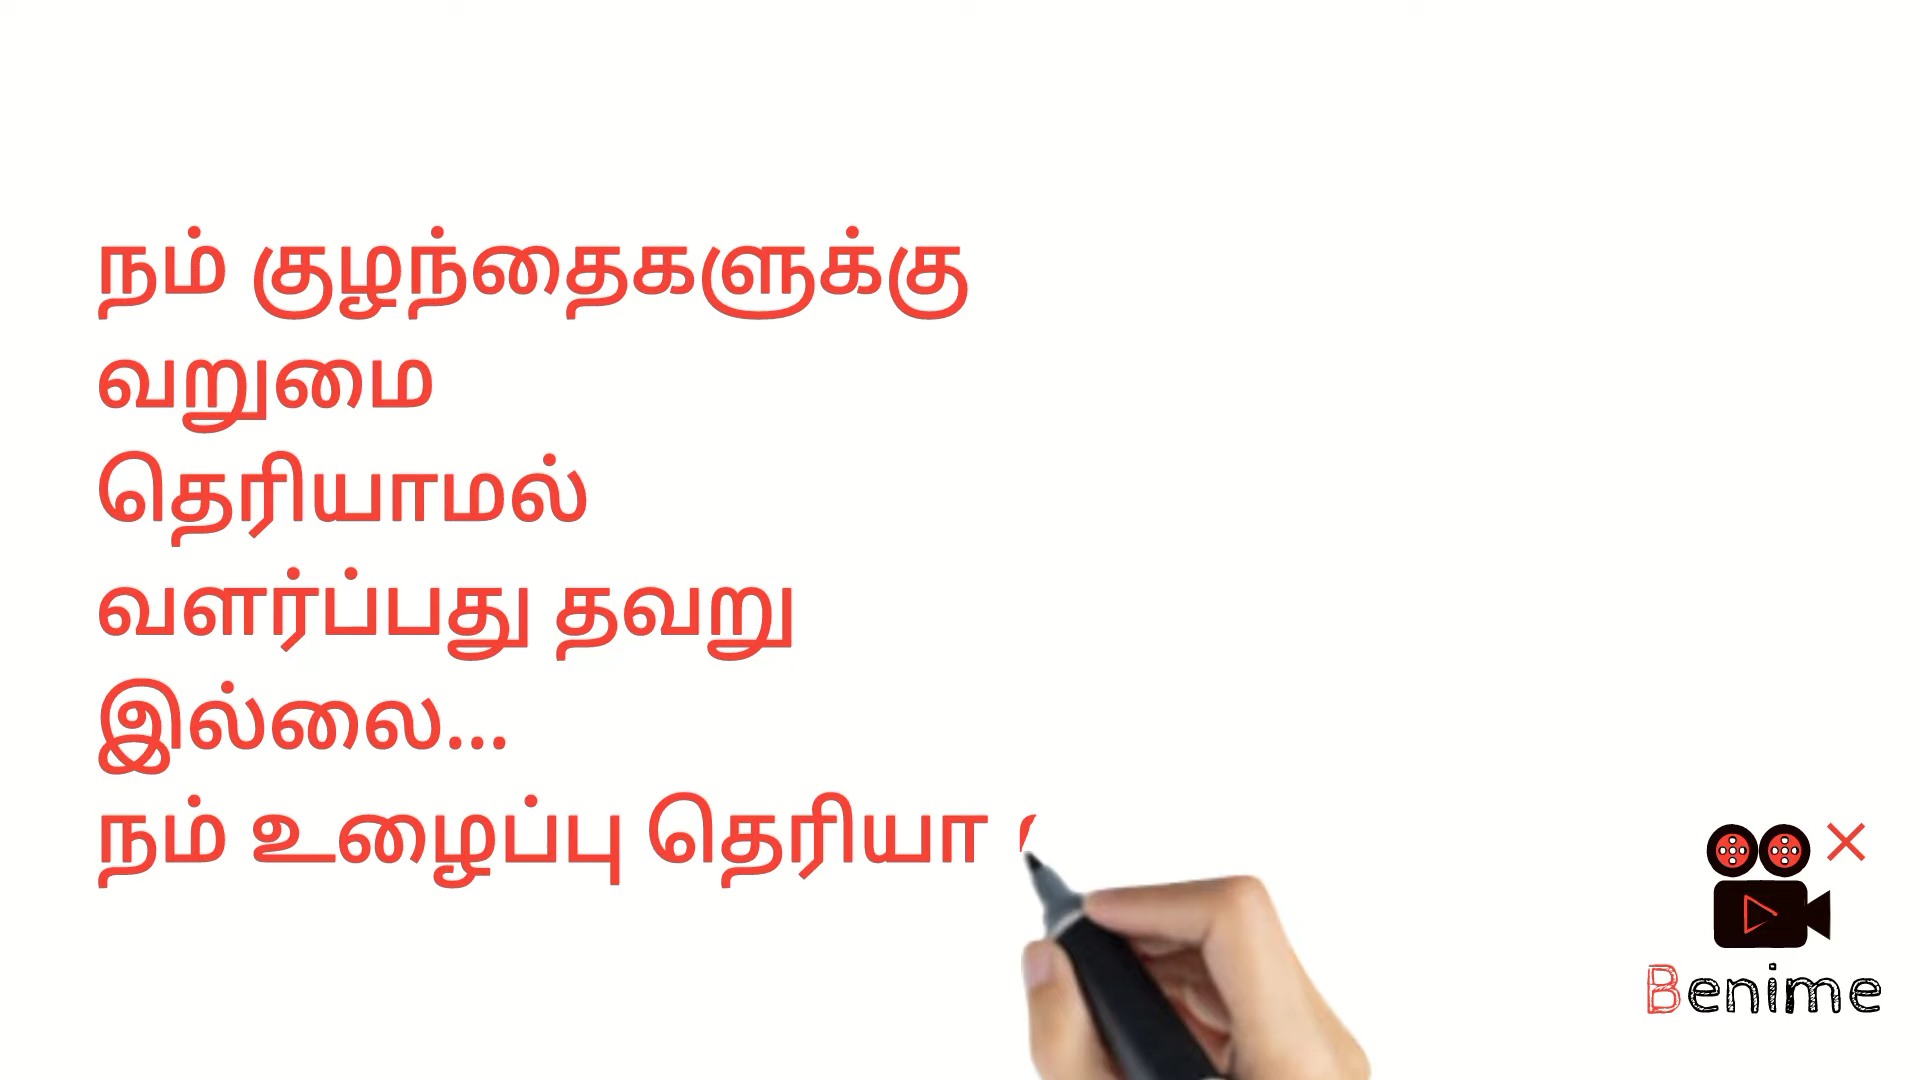 நம் குழந்தைகளுக்கு
வறுமை
தெரியாமல்
வளர்ப்பது தவறு
இல்லை...
நம் உழைப்பு தெரியா
Benime